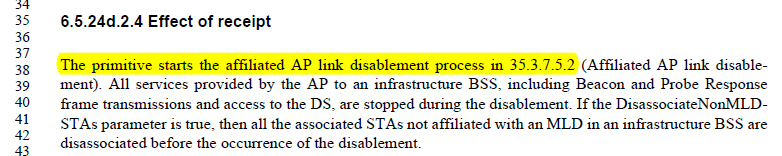 34
35 6.5.24d.2.4 Effect of receipt
36
37
38 The primitive starts the affiliated AP link disablement process in 35.3.7.5.2 (Affiliated AP link disable-
39 ment). All services provided by the AP to an infrastructure BSS, including Beacon and Probe Response
40 frame transmissions and access to the DS, are stopped during the disablement. If the DisassociateNonMLD-
41 STAs parameter is true, then all the associated STAs not affiliated with an MLD in an infrastructure BSS are
42 disassociated before the occurrence of the disablement.
43